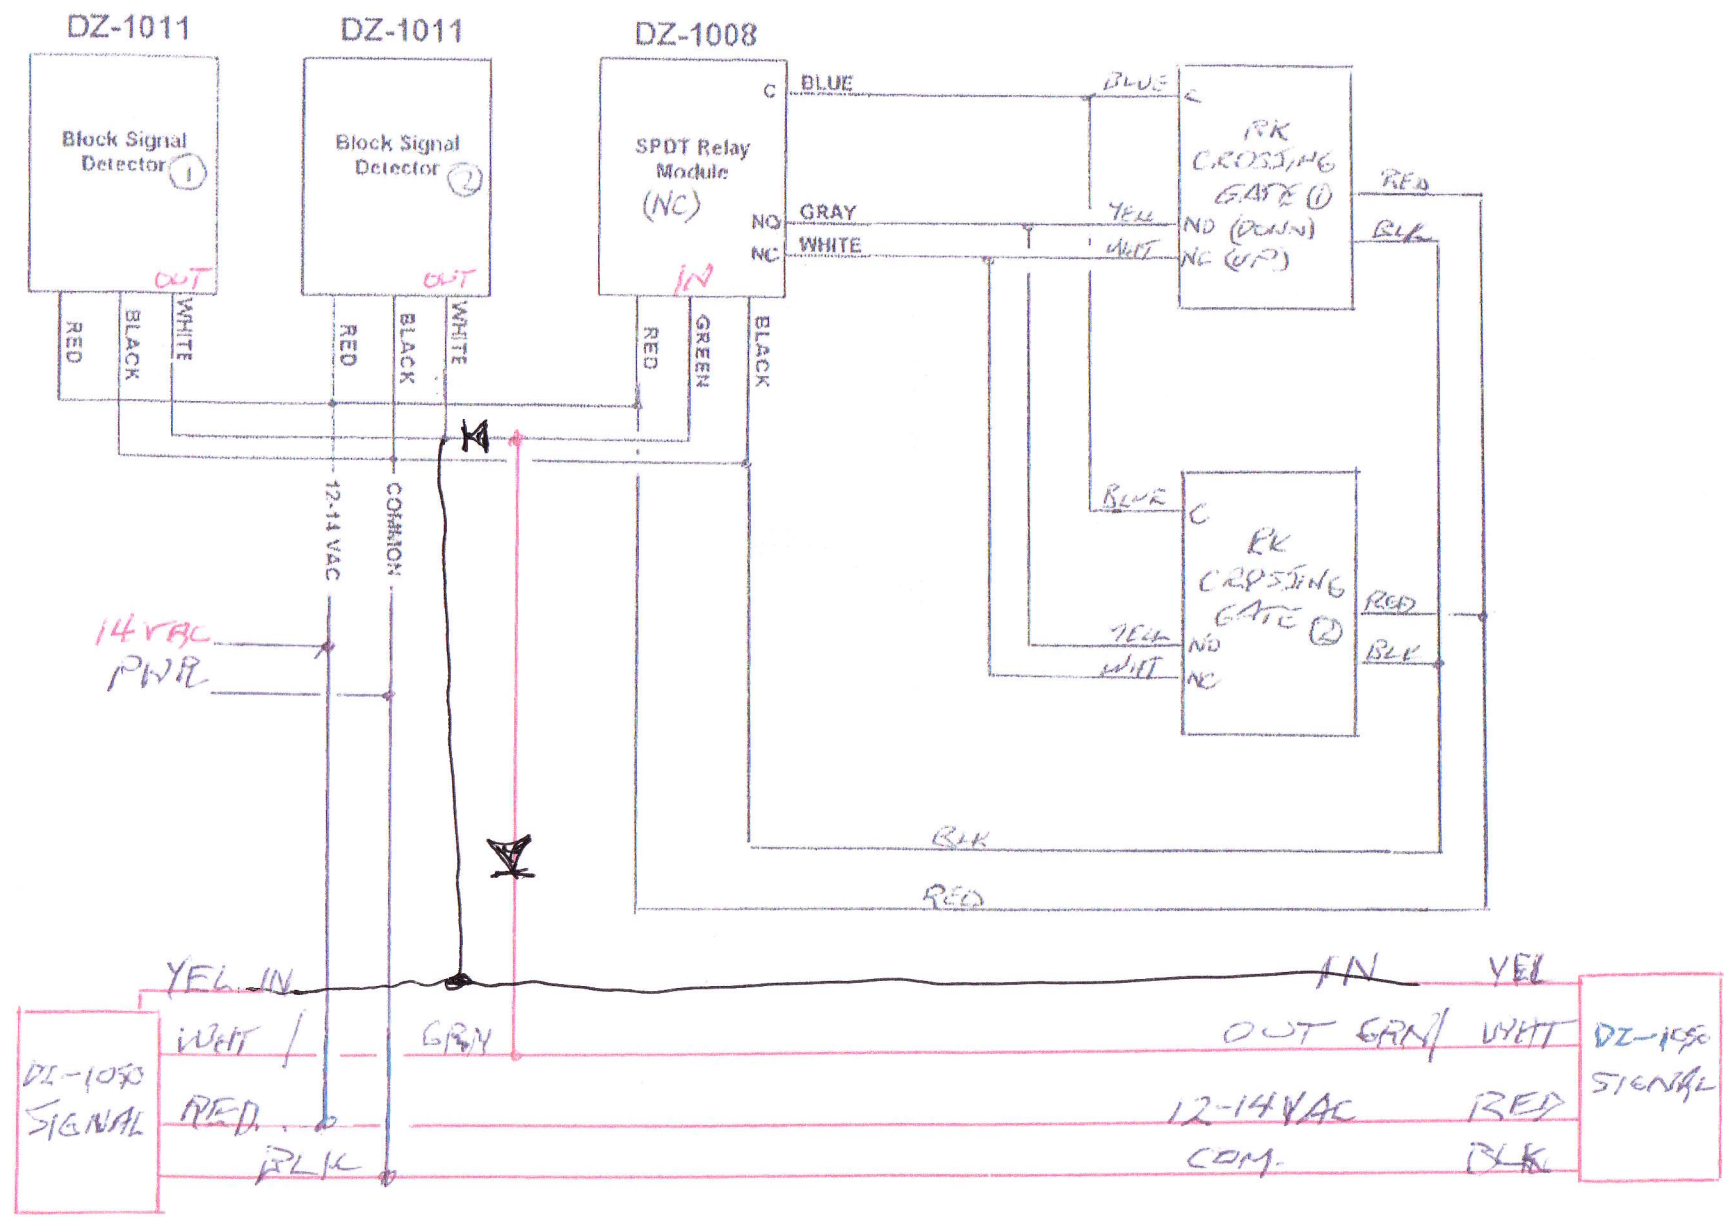 DZ-1011
DZ-1011
DZ-1008
Block Signal
Detector 1
OUT
Block Signal
Detector 2
OUT
SPDT Relay
Module
(NC)
C
NO
NC
IN
BLUE
GRAY
WHITE
BLUE
YELL
WHT
C
RR
CROSSING
GATE 1
NO (DOWN)
NC (UP)
RED
BLK
RED
BLACK
WHITE
RED
BLACK
WHITE
RED
GREEN
BLACK
12-14 VAC
COMMON
14 VAC
PWR
BLUE
YELL
WHT
C
RR
CROSSING
GATE 2
NO
NC
RED
BLK
BLK
RED
YEL IN
IN YEL
WHT / GRN
OUT GRN/ WHT
DZ-1050
SIGNAL
RED
12-14 VAC RED
BLK
COM. BLK
DZ-1050
SIGNAL